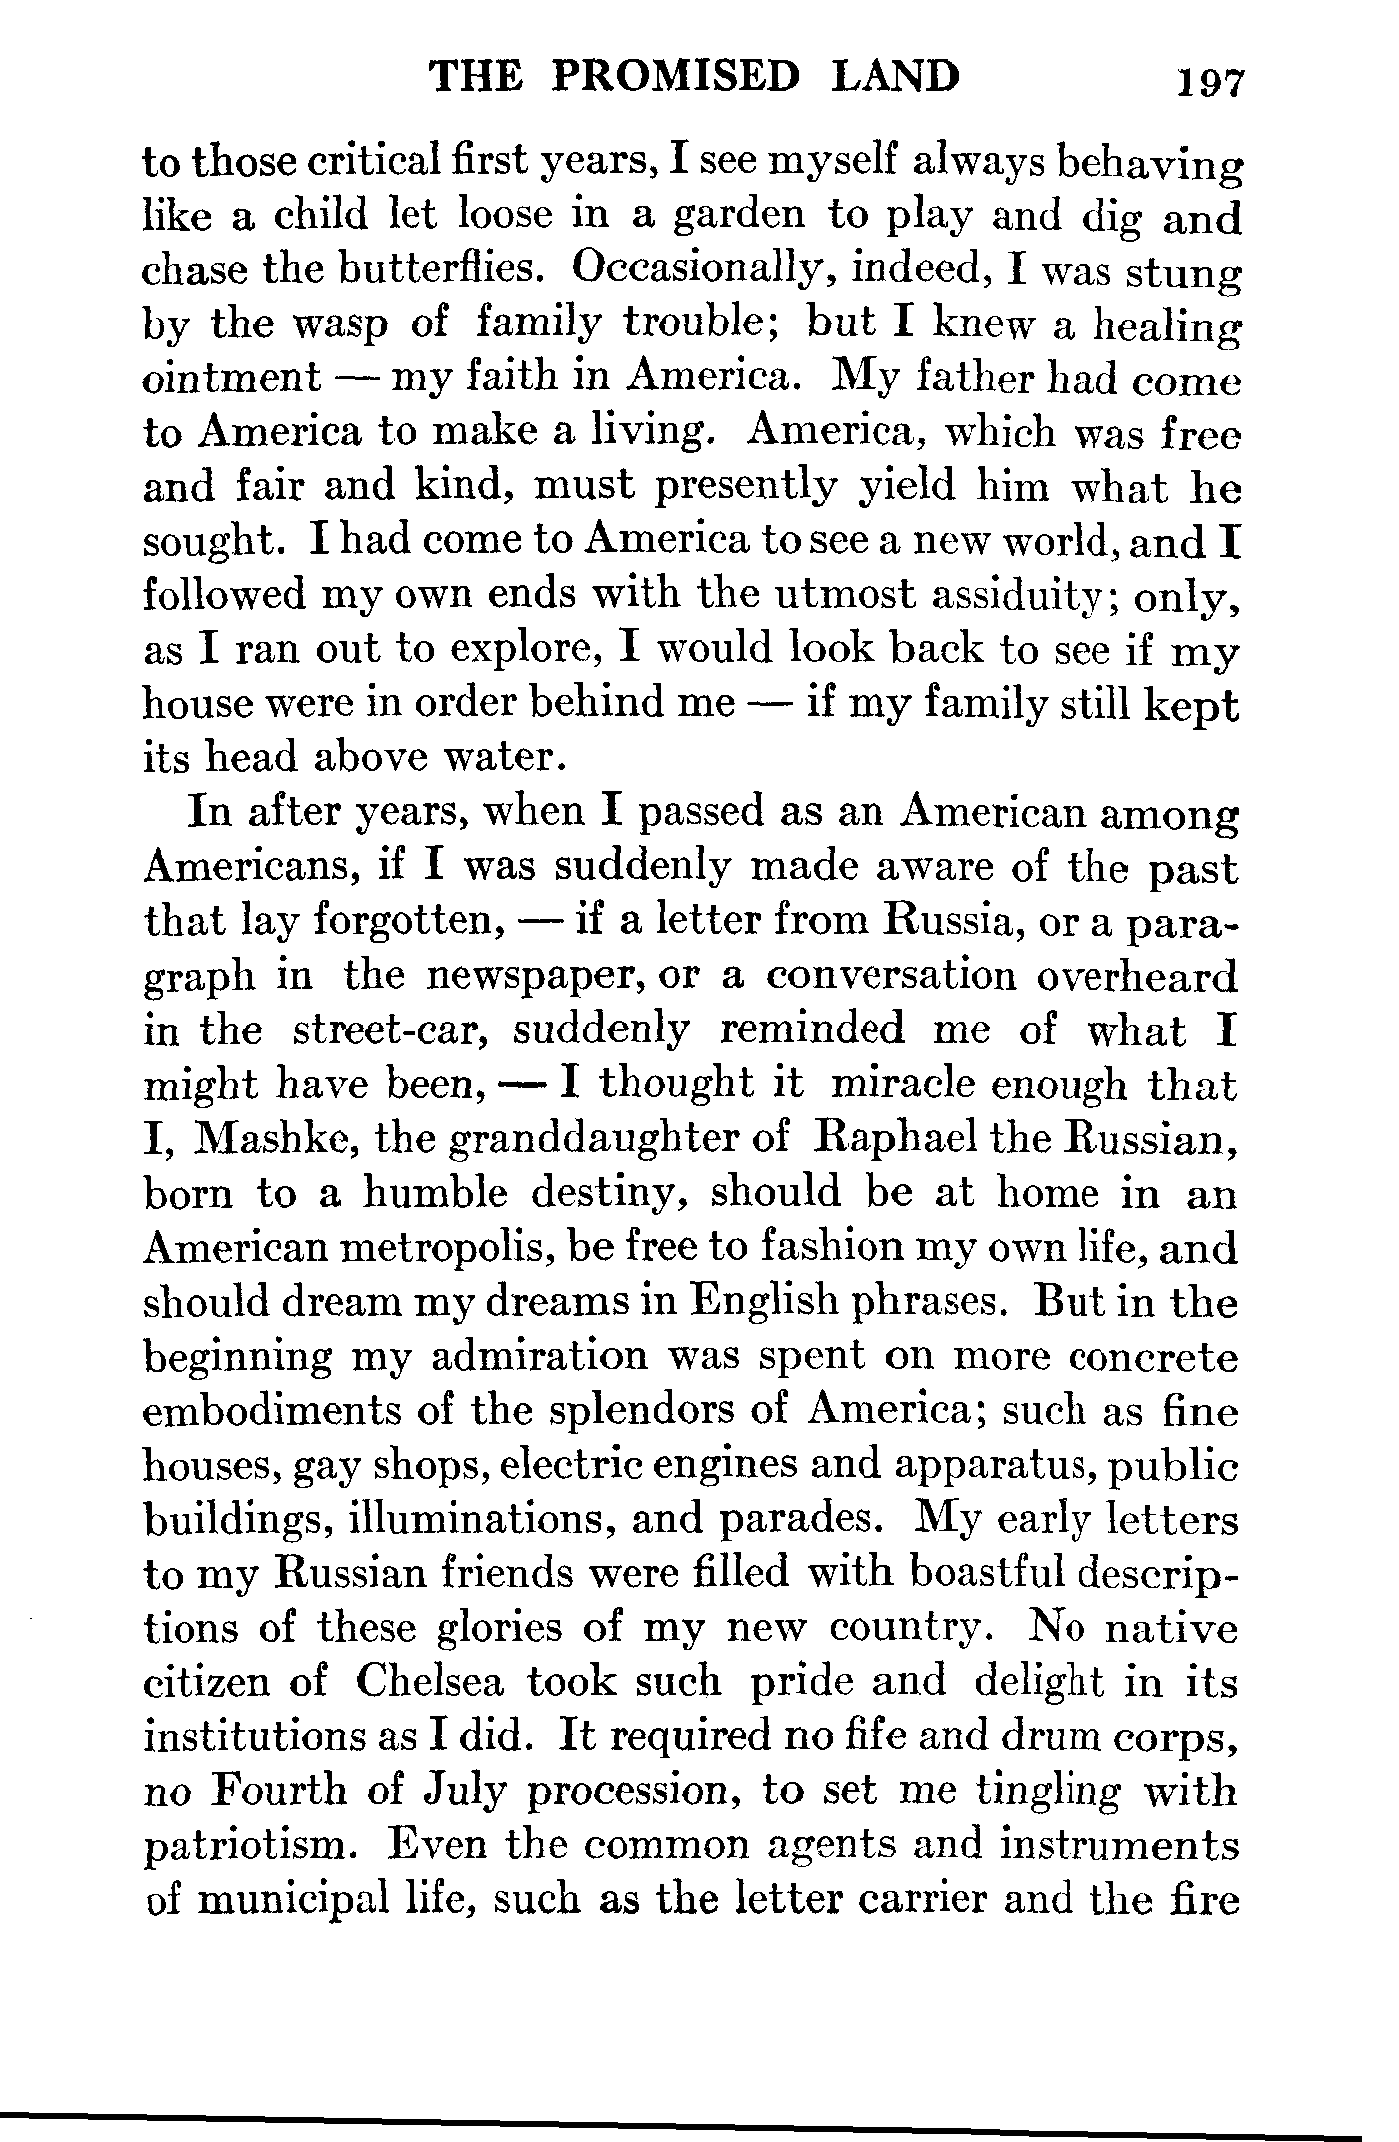 THE PROMISED LAND 197
to those critical first years, I see myself always behaving
like a child let loose in a garden to play and dig and
chase the butterflies. Occasionally, indeed, I was stung
by the wasp of family trouble; but I knew a healing
ointment — my faith in America. My father had come
to America to make a living. America, which was free
and fair and kind, must presently yield him what he
sought. I had come to America to see a new world, and I
followed my own ends with the utmost assiduity; only,
as I ran out to explore, I would look back to see if my
house were in order behind me — if my family still kept
its head above water.
In after years, when I passed as an American among
Americans, if I was suddenly made aware of the past
that lay forgotten, — if a letter from Russia, or a para-
graph in the newspaper, or a conversation overheard
in the street-car, suddenly reminded me of what I
might have been, — I thought it miracle enough that
I, Mashke, the granddaughter of Raphael the Russian,
born to a humble destiny, should be at home in an
American metropolis, be free to fashion my own life, and
should dream my dreams in English phrases. But in the
beginning my admiration was spent on more concrete
embodiments of the splendors of America; such as fine
houses, gay shops, electric engines and apparatus, public
buildings, illuminations, and parades. My early letters
to my Russian friends were filled with boastful descrip-
tions of these glories of my new country. No native
citizen of Chelsea took such pride and delight in its
institutions as I did. It required no fife and drum corps,
no Fourth of July procession, to set me tingling with
patriotism. Even the common agents and instruments
of municipal life, such as the letter carrier and the fire